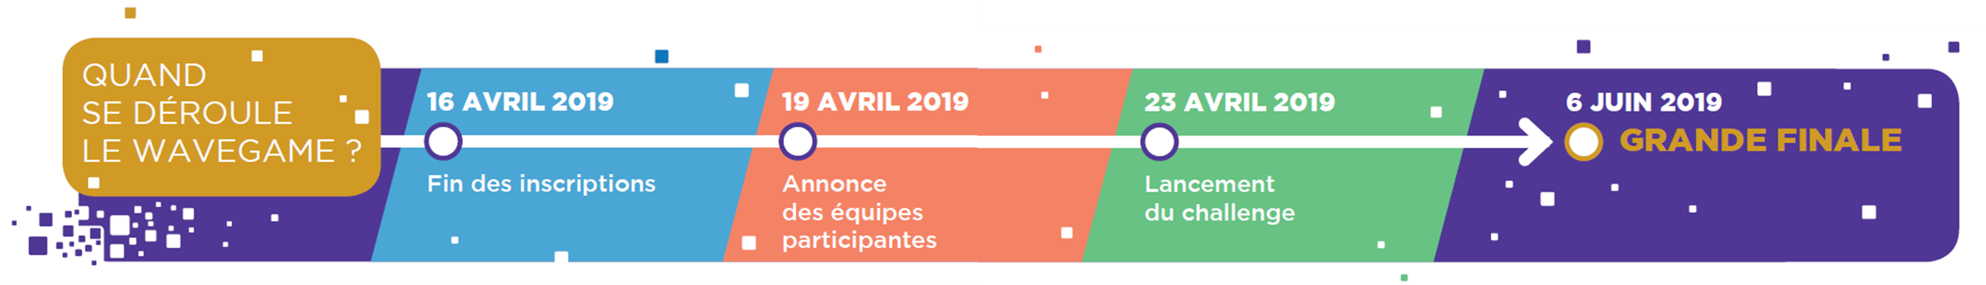 QUAND
SE DÉROULE
LE WAVEGAME ?
16 AVRIL 2019
Fin des inscriptions
19 AVRIL 2019
Annonce
des équipes
participantes
23 AVRIL 2019
Lancement
du challenge
6 JUIN 2019
GRANDE FINALE